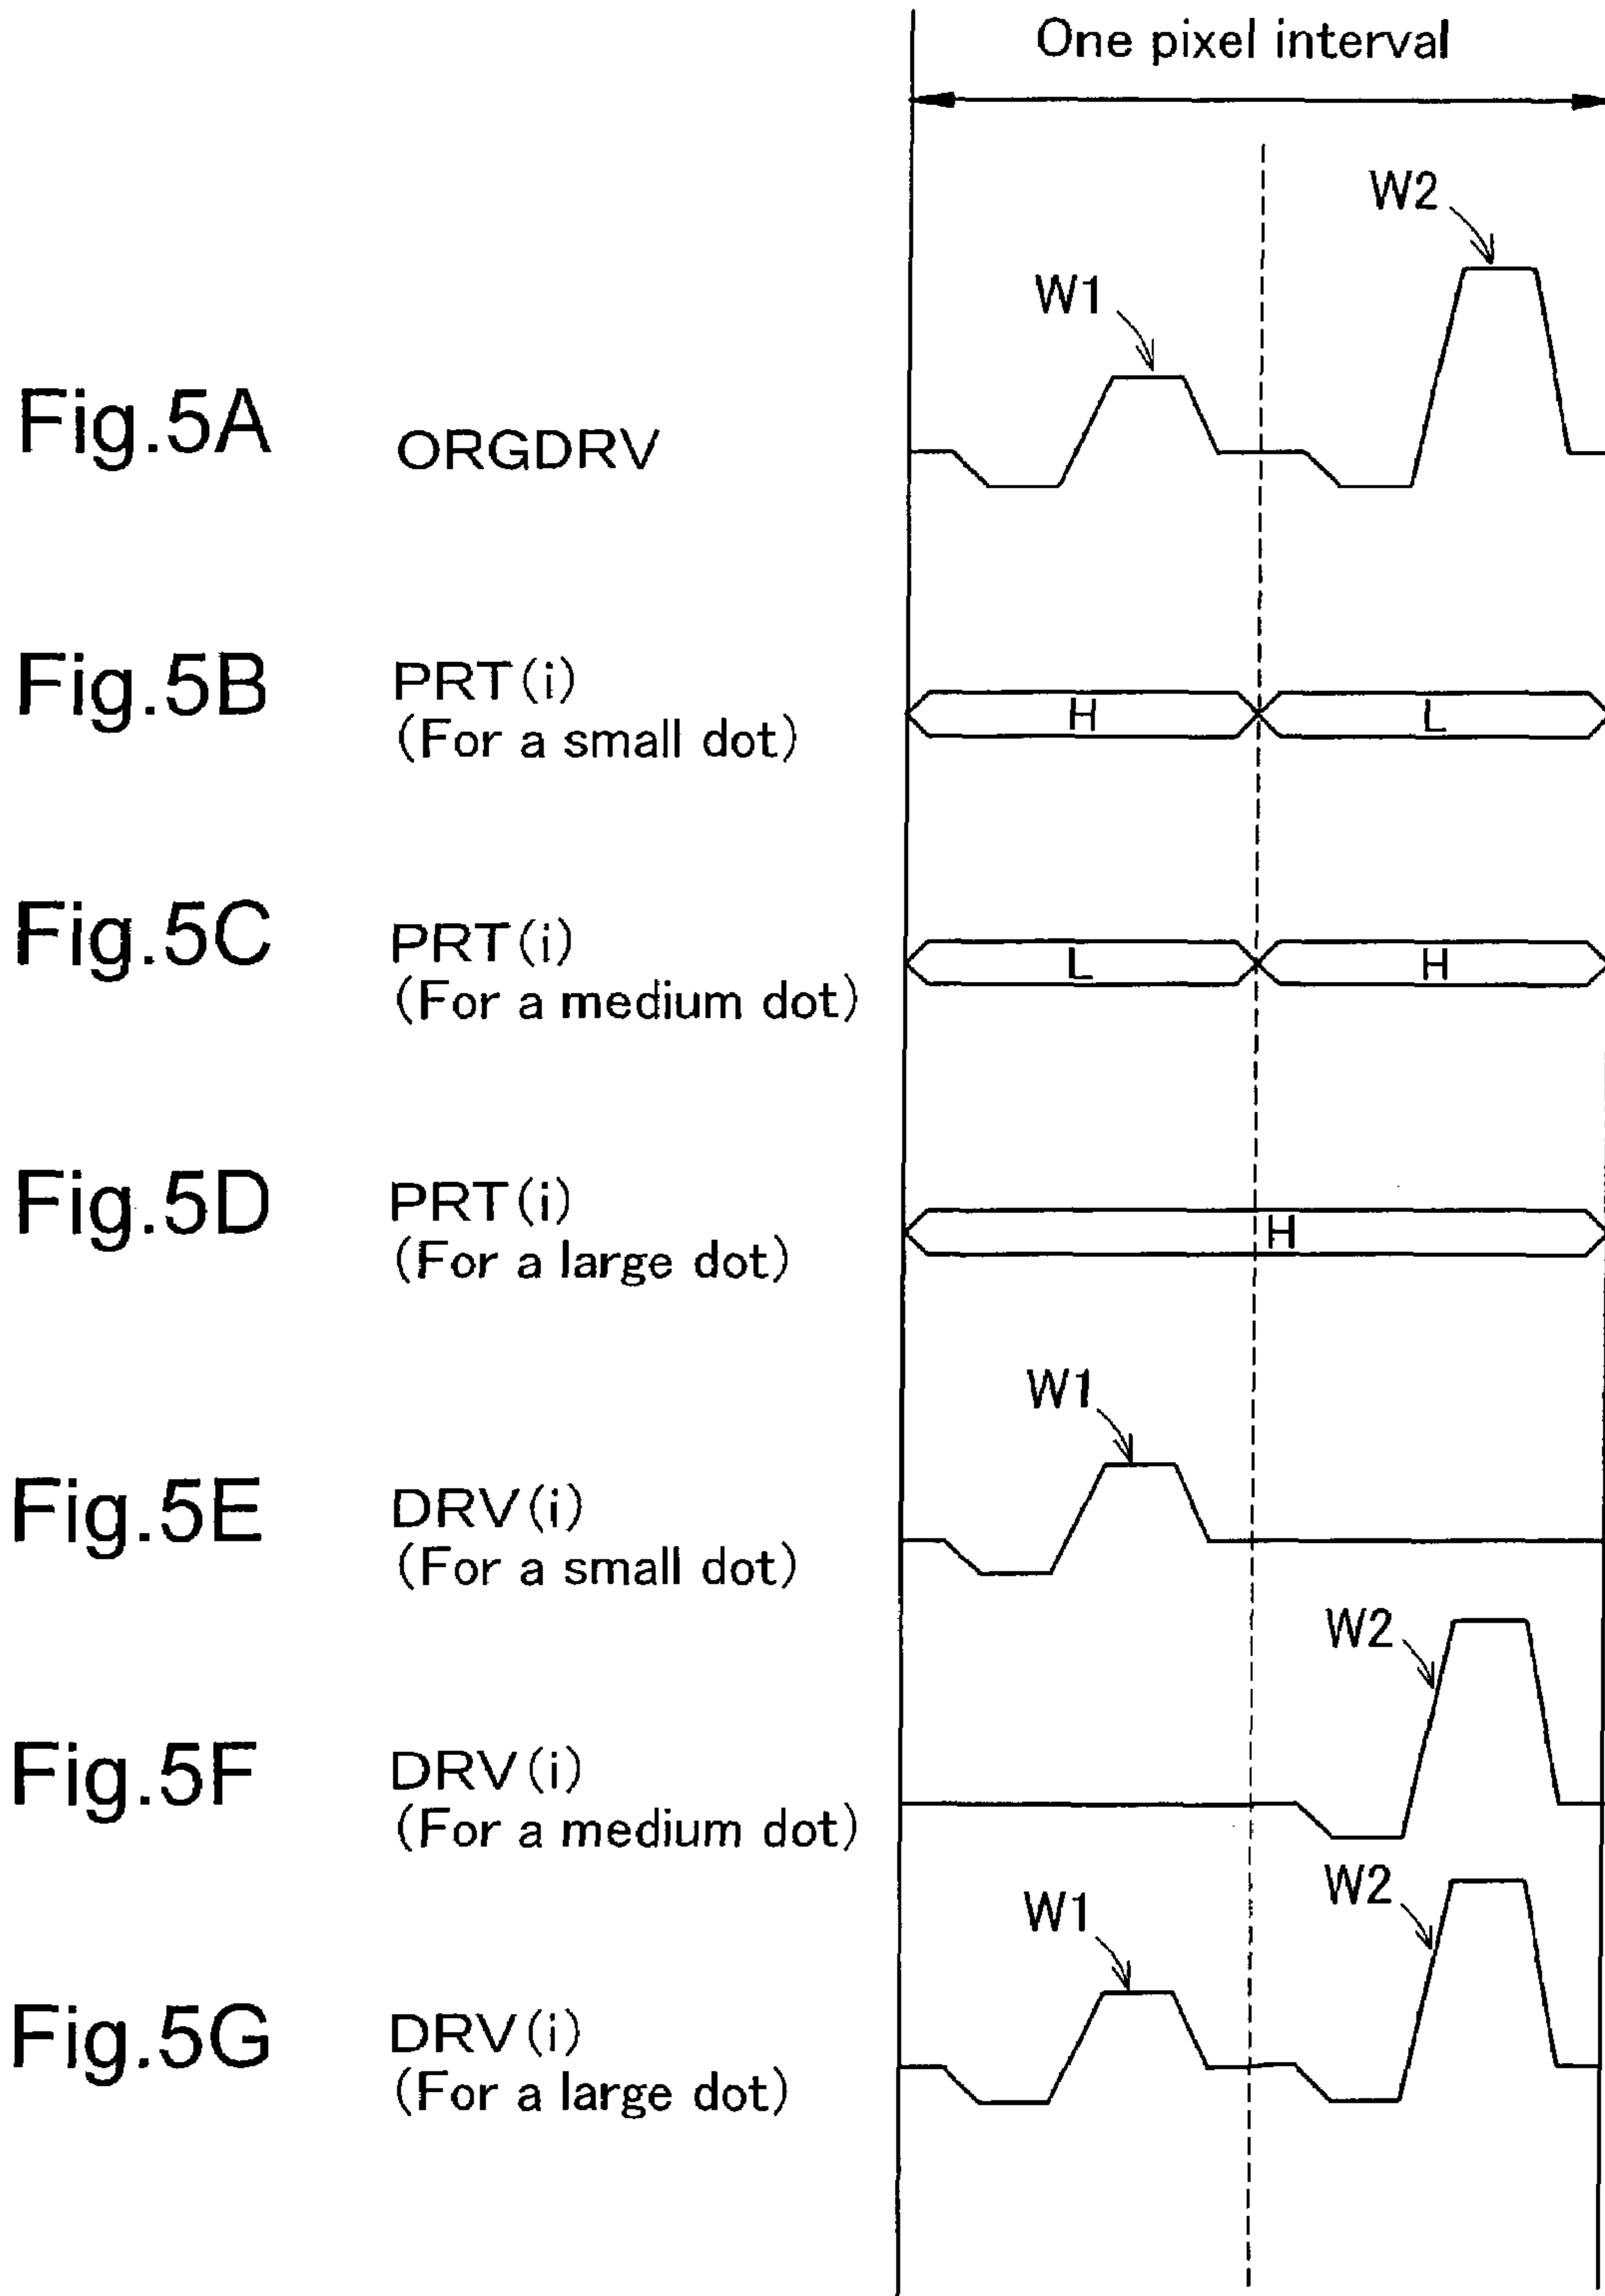 One pixel interval
W2
W1
Fig.5A ORGDRV
Fig.5B PRT(i)
(For a small dot)
H L
Fig.5C PRT(i)
(For a medium dot)
L H
Fig.5D PRT(i)
(For a large dot)
H
W1
Fig.5E DRV(i)
(For a small dot)
W2
Fig.5F DRV(i)
(For a medium dot)
W2
W1
Fig.5G DRV(i)
(For a large dot)